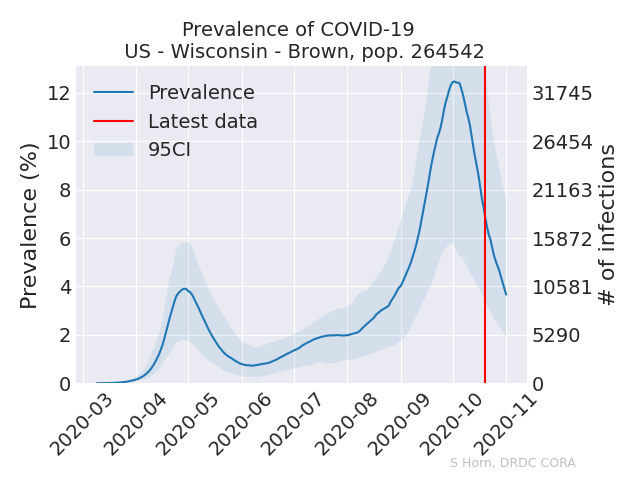 Prevalence of COVID-19
US - Wisconsin - Brown, pop. 264542
Prevalence
Latest data
95CI
Prevalence (%)
12
10
8
6
4
2
0
31745
26454
21163
15872
10581
5290
0
# of infections
2020-03
2020-04
2020-05
2020-06
2020-07
2020-08
2020-09
2020-10
2020-11
S Horn, DRDC CORA